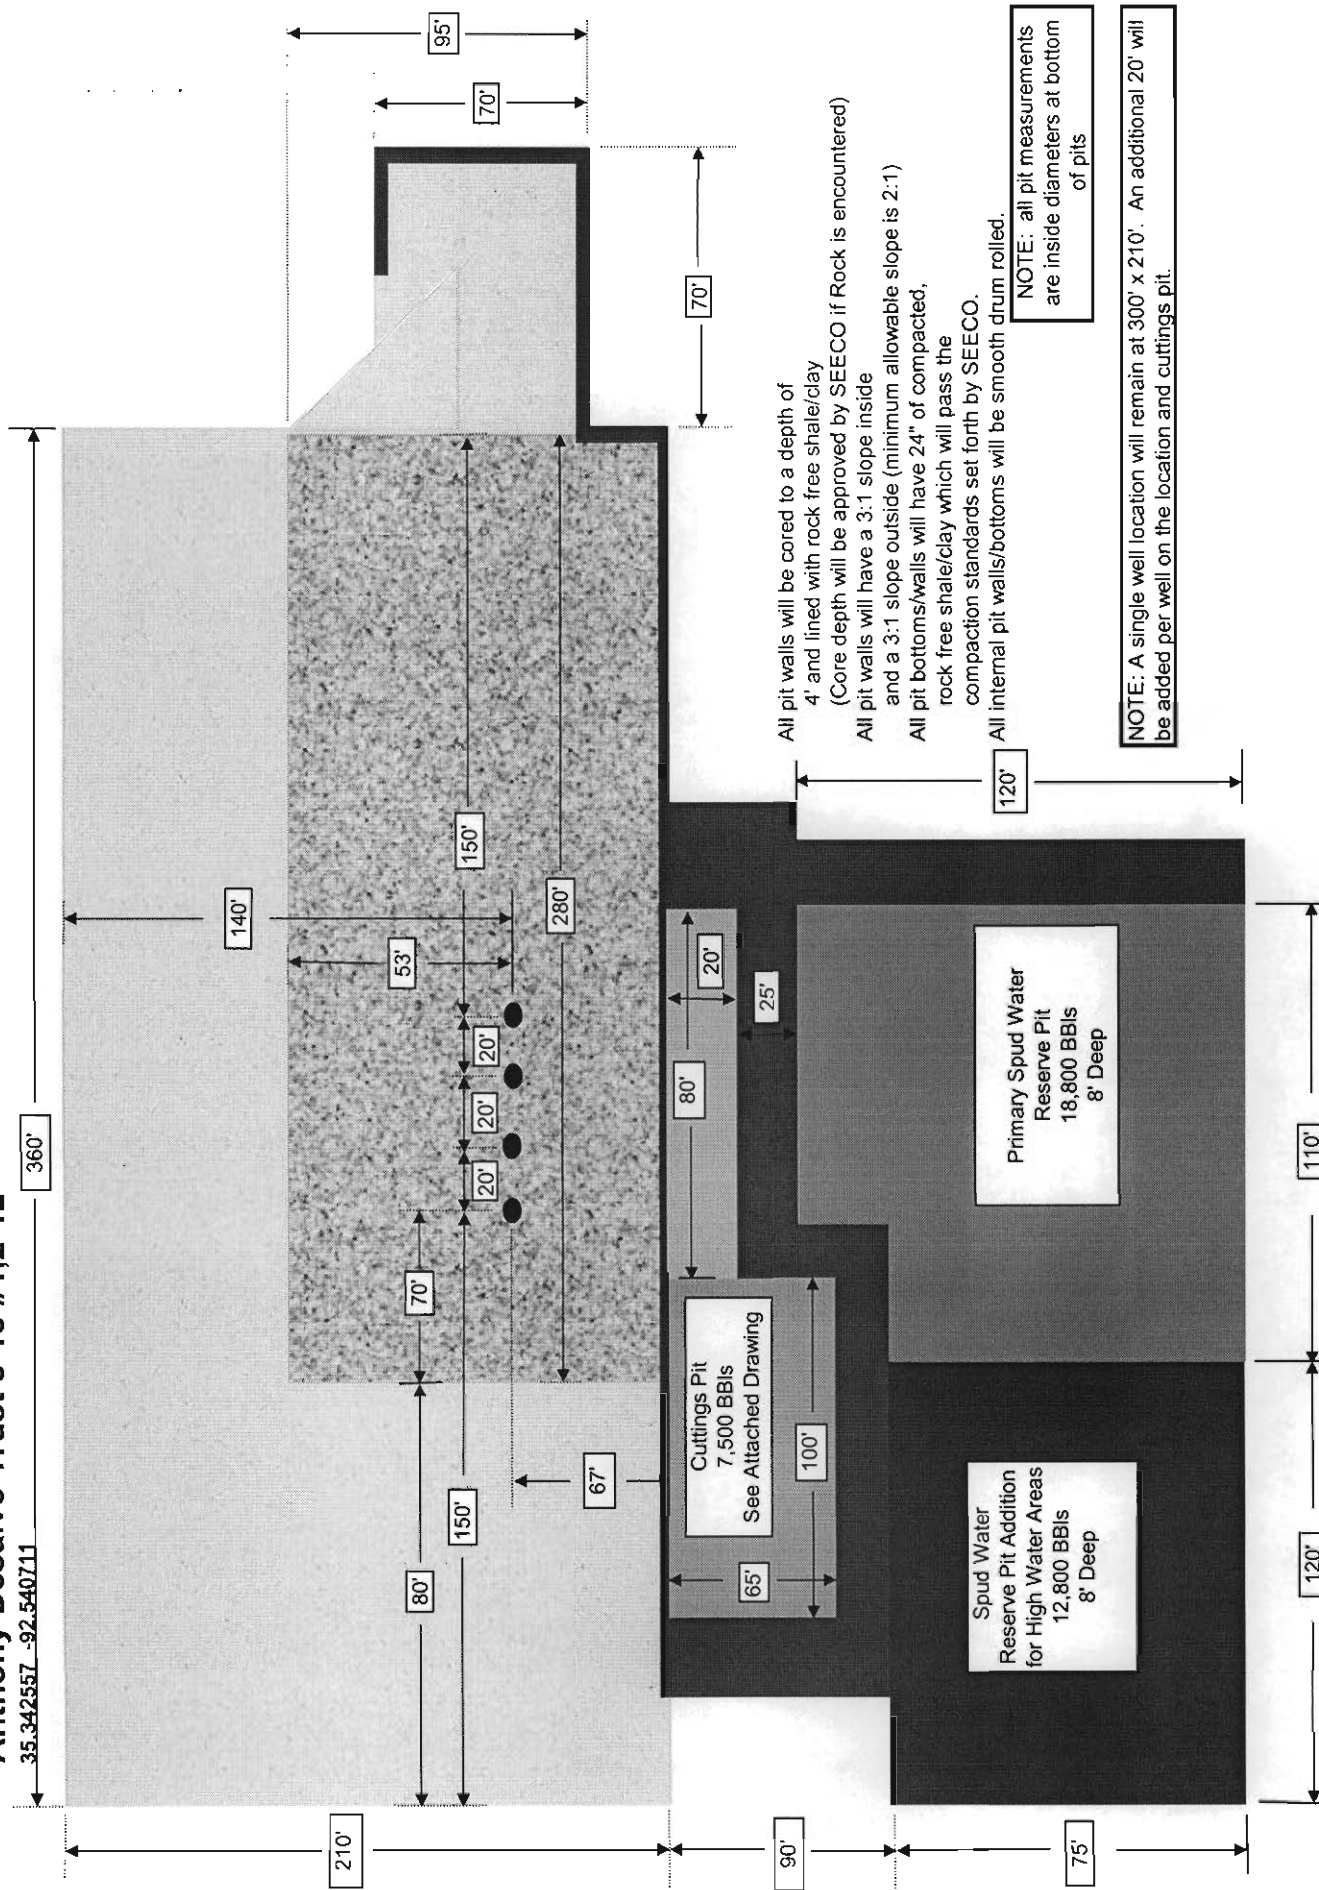 35.342557 -92.540711
360'
210'
140'
53'
95'
70'
70'
150'
280'
20'
20'
20'
70'
80'
150'
67'
80'
20'
25'
Cuttings Pit
7,500 BBls
See Attached Drawing
100'
65'
90'
75'
Primary Spud Water
Reserve Pit
18,800 BBls
8' Deep
Spud Water
Reserve Pit Addition
for High Water Areas
12,800 BBls
8' Deep
120'
110'
120'
All pit walls will be cored to a depth of
4' and lined with rock free shale/clay
(Core depth will be approved by SEECO if Rock is encountered)
All pit walls will have a 3:1 slope inside
and a 3:1 slope outside (minimum allowable slope is 2:1)
All pit bottoms/walls will have 24" of compacted,
rock free shale/clay which will pass the
compaction standards set forth by SEECO.
All internal pit walls/bottoms will be smooth drum rolled.
NOTE: all pit measurements
are inside diameters at bottom
of pits
NOTE: A single well location will remain at 300' x 210'. An additional 20' will
be added per well on the location and cuttings pit.